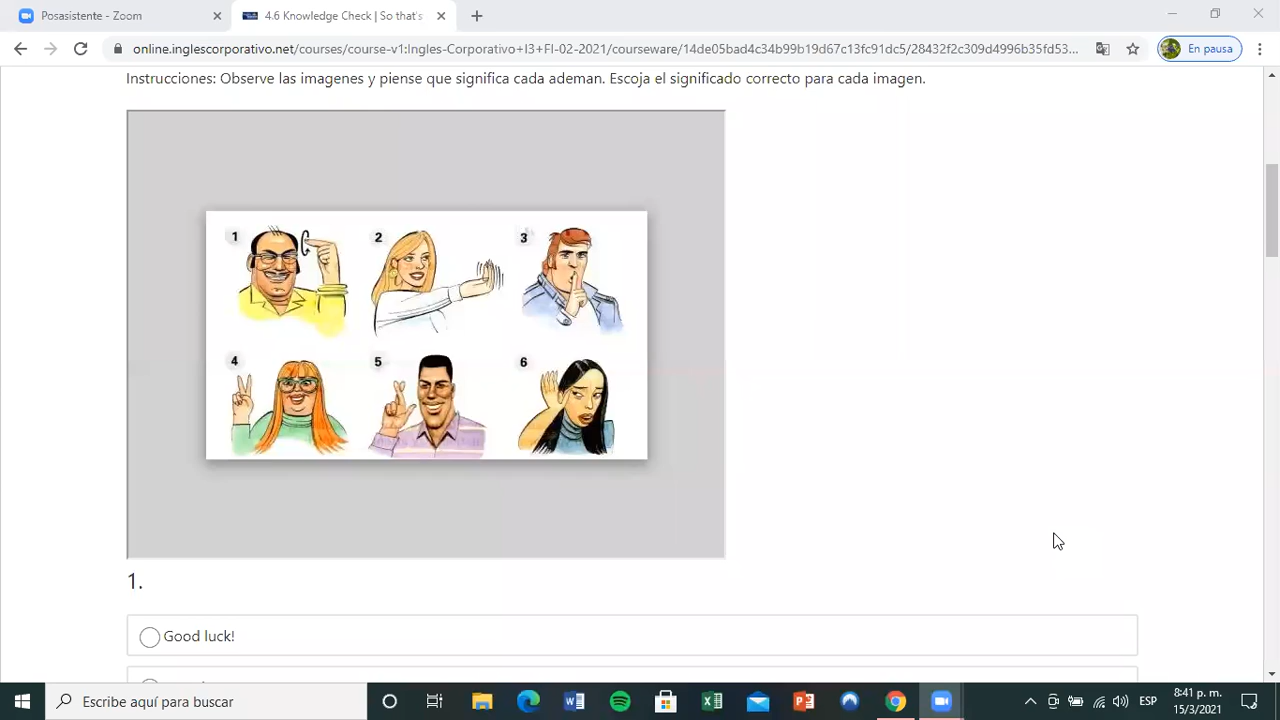 Posasistente - Zoom
4.6 Knowledge Check | So that's
online.inglescorporativo.net/courses/course-v1:Ingles-Corporativo+I3+FI-02-2021/courseware/14de05bad4c34b99b19d67c13fc91dc5/28432f2c309d4996b35fd53...
En pausa
Instrucciones: Observe las imagenes y piense que significa cada ademan. Escoja el significado correcto para cada imagen.
1 2 3
4 5 6
1.
Good luck!
Escribe aquí para buscar
ESP
8:41 p. m.
15/3/2021